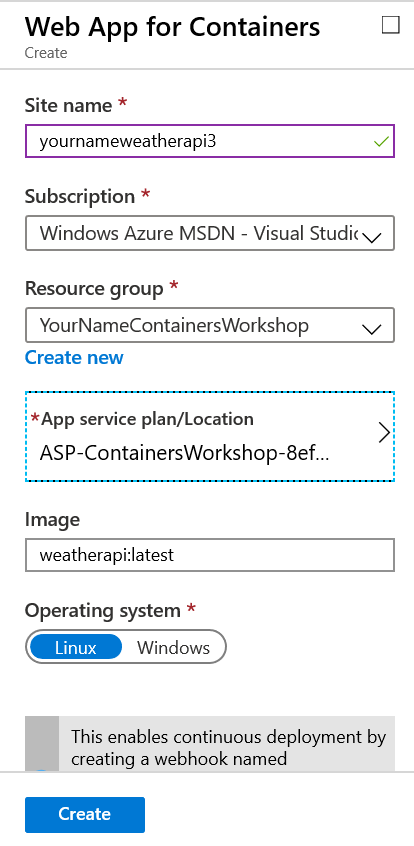 Web App for Containers
Create
Site name *
yournameweatherapi3
Subscription *
Windows Azure MSDN - Visual Studi
Resource group *
YourNameContainersWorkshop
Create new
*App service plan/Location
ASP-ContainersWorkshop-8ef...
Image
weatherapi:latest
Operating system *
Linux Windows
This enables continuous deployment by
creating a webhook named
Create